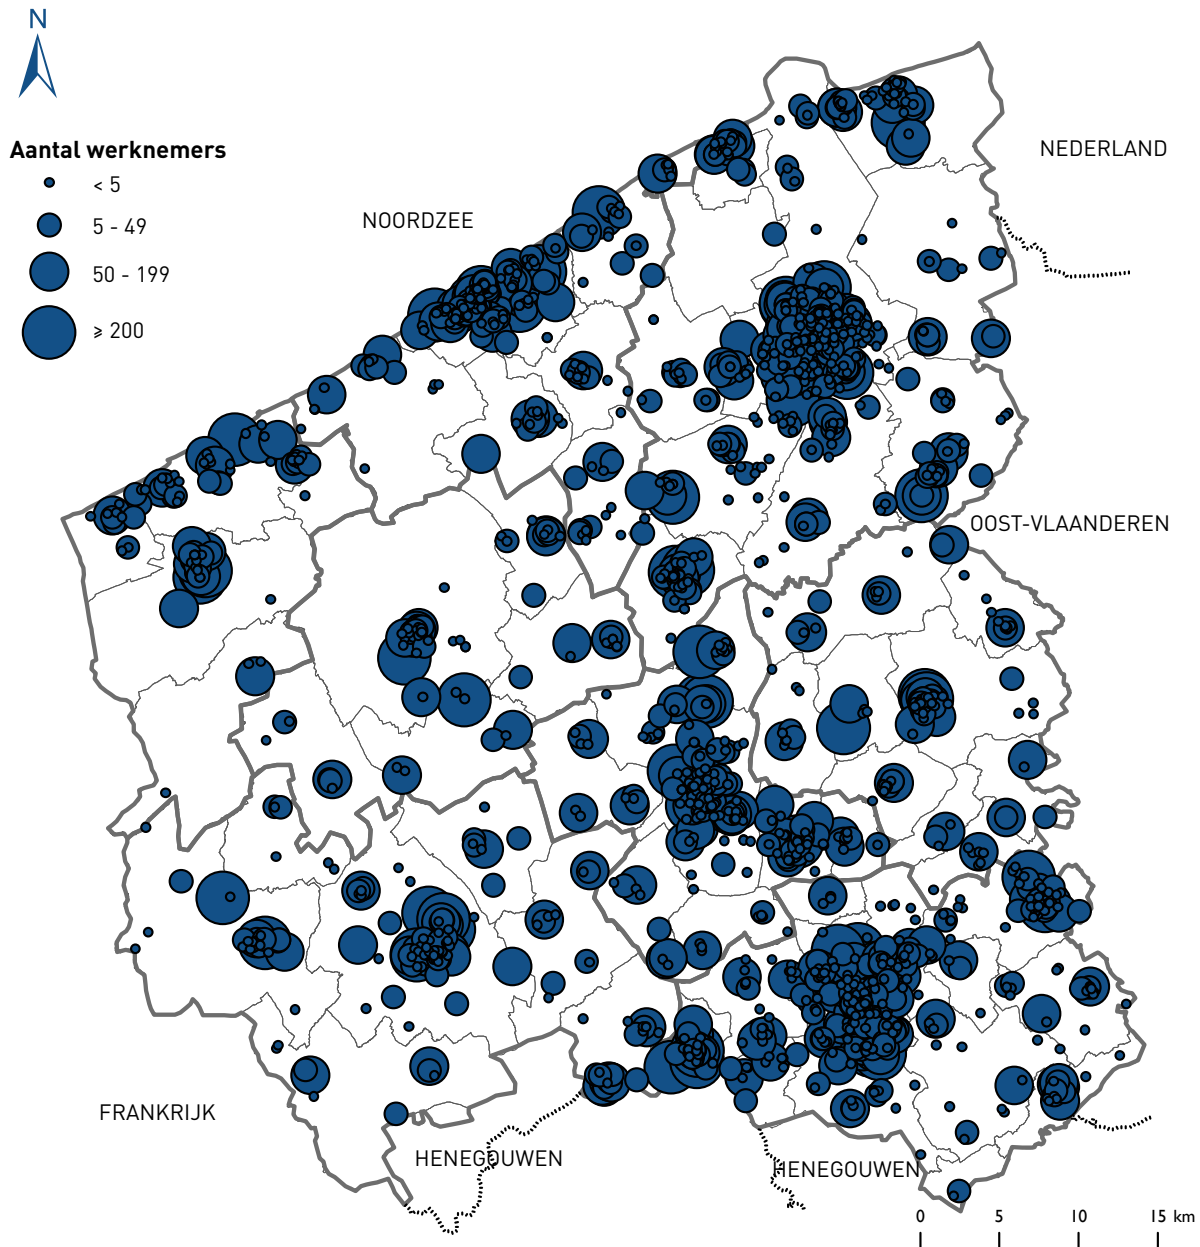 N
Aantal werknemers
< 5
5 - 49
50 - 199
≥ 200
NOORDZEE
NEDERLAND
OOST-VLAANDEREN
FRANKRIJK
HENEGOUWEN
HENEGOUWEN
0 5 10 15 km